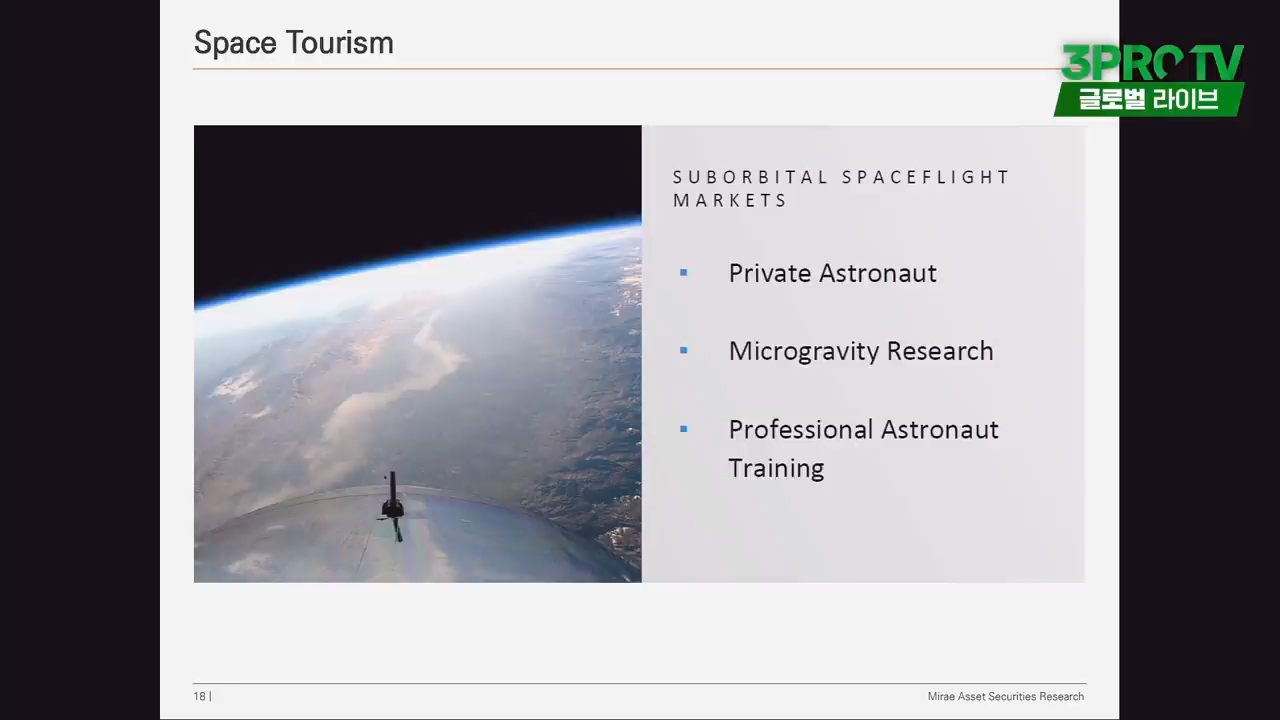 Space Tourism
3PROTV
글로벌 라이브
SUBORBITAL SPACEFLIGHT
MARKETS
▪ Private Astronaut
▪ Microgravity Research
▪ Professional Astronaut
Training
18 |
Mirae Asset Securities Research